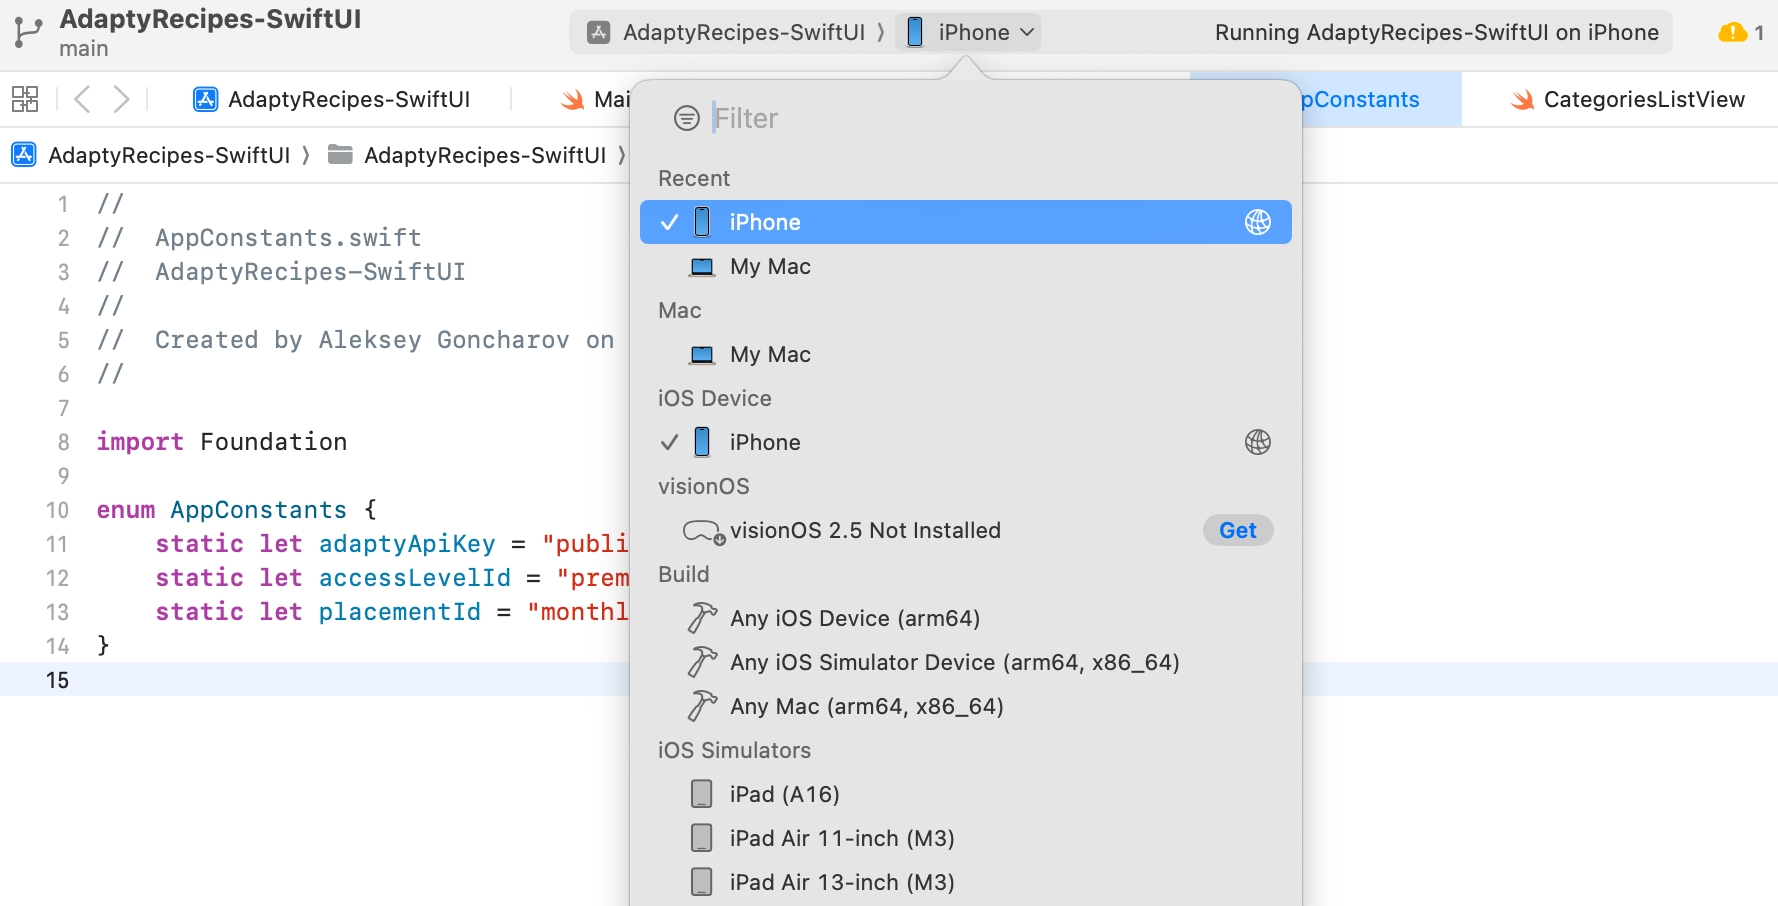 AdaptyRecipes-SwiftUI
main
AdaptyRecipes-SwiftUI 〉 iPhone
Running AdaptyRecipes-SwiftUI on iPhone
1
AdaptyRecipes-SwiftUI
Mai
pConstants
CategoriesListView
AdaptyRecipes-SwiftUI 〉 AdaptyRecipes-SwiftUI 〉
1 //
2 //  AppConstants.swift
3 //  AdaptyRecipes-SwiftUI
4 //
5 //  Created by Aleksey Goncharov on
6 //
7
8 import Foundation
9
10 enum AppConstants {
11     static let adaptyApiKey = "publi
12     static let accessLevelId = "prem
13     static let placementId = "monthl
14 }
15
Filter
Recent
iPhone
My Mac
Mac
My Mac
iOS Device
iPhone
visionOS
visionOS 2.5 Not Installed Get
Build
Any iOS Device (arm64)
Any iOS Simulator Device (arm64, x86_64)
Any Mac (arm64, x86_64)
iOS Simulators
iPad (A16)
iPad Air 11-inch (M3)
iPad Air 13-inch (M3)